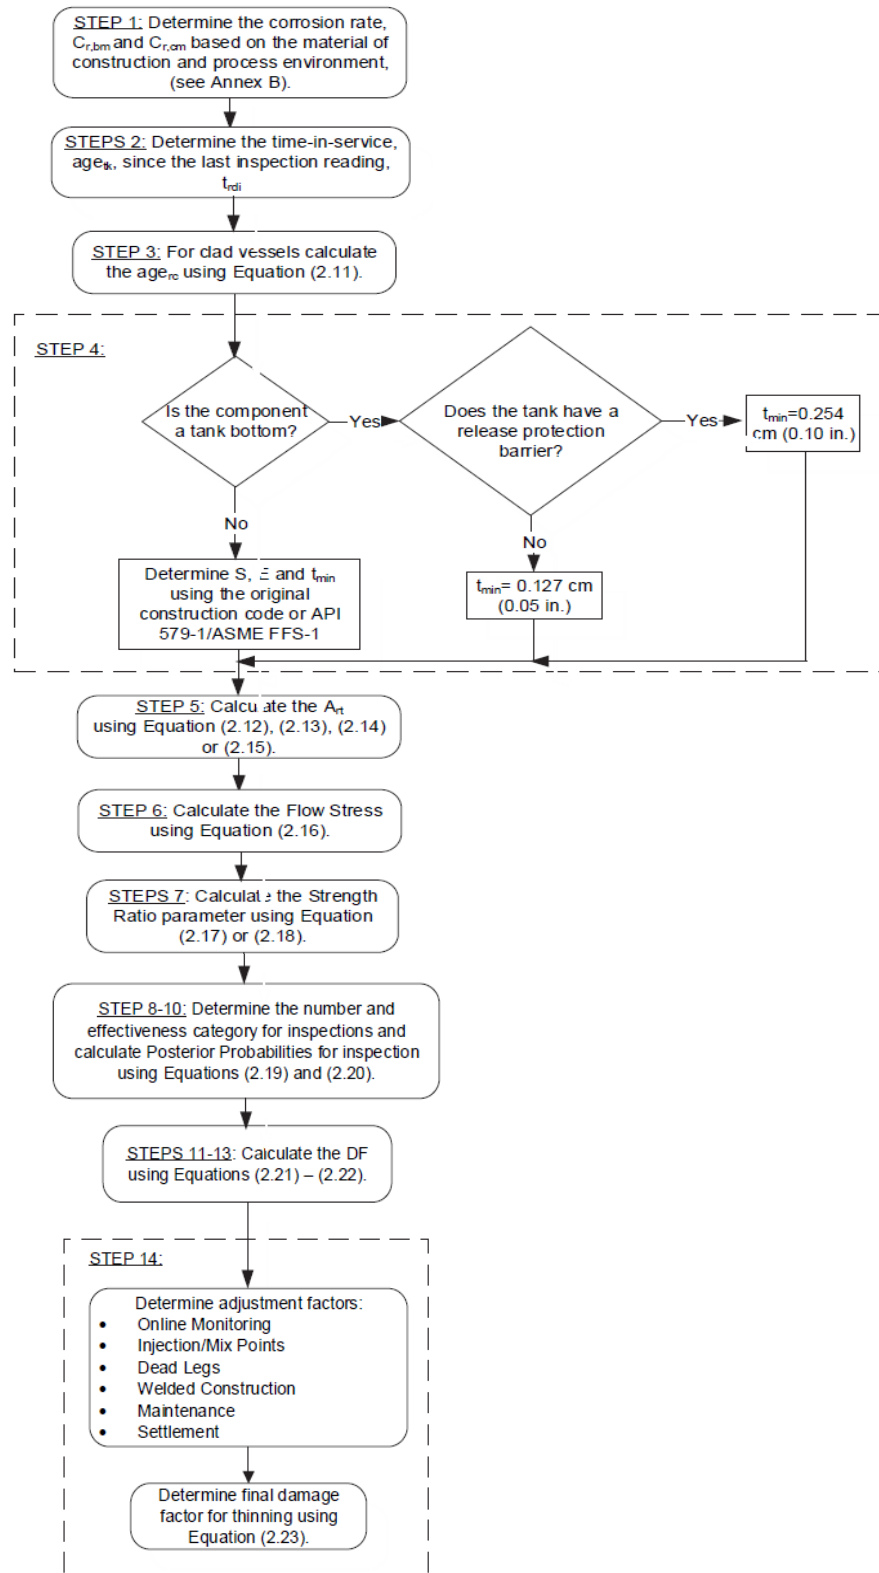 STEP 1: Determine the corrosion rate,
Cr,bm and Cr,cm based on the material of
construction and process environment,
(see Annex B).
STEPS 2: Determine the time-in-service,
agetk, since the last inspection reading,
trdi
STEP 3: For clad vessels calculate
the agerc using Equation (2.11).
STEP 4:
Is the component
a tank bottom?
Yes
Does the tank have a
release protection
barrier?
Yes
tmin=0.254
cm (0.10 in.)
No
No
Determine S, E and tmin
using the original
construction code or API
579-1/ASME FFS-1
tmin= 0.127 cm
(0.05 in.)
STEP 5: Calculate the Art
using Equation (2.12), (2.13), (2.14)
or (2.15).
STEP 6: Calculate the Flow Stress
using Equation (2.16).
STEPS 7: Calculate the Strength
Ratio parameter using Equation
(2.17) or (2.18).
STEP 8-10: Determine the number and
effectiveness category for inspections and
calculate Posterior Probabilities for inspection
using Equations (2.19) and (2.20).
STEPS 11-13: Calculate the DF
using Equations (2.21) – (2.22).
STEP 14:
Determine adjustment factors:
• Online Monitoring
• Injection/Mix Points
• Dead Legs
• Welded Construction
• Maintenance
• Settlement
Determine final damage
factor for thinning using
Equation (2.23).